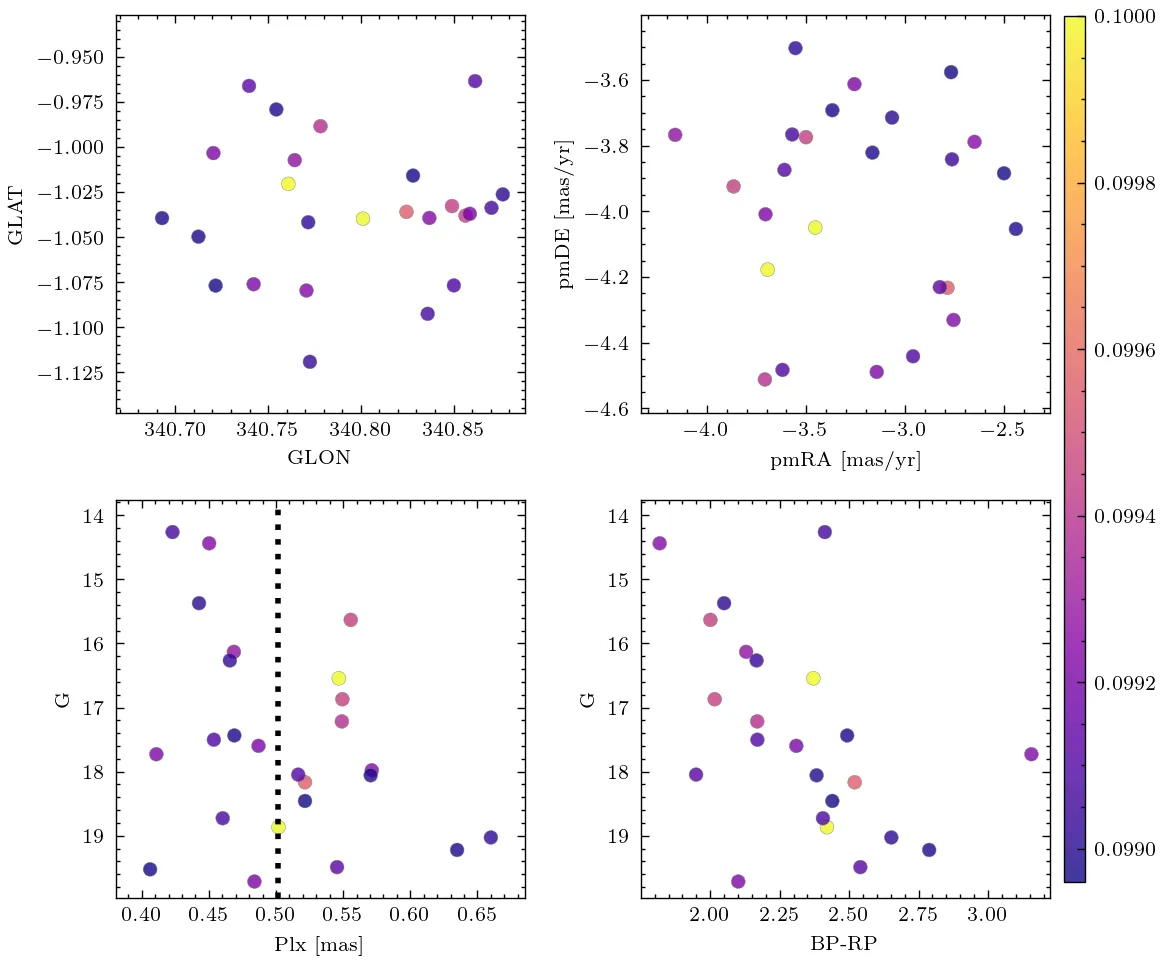 −0.950
−0.975
−1.000
−1.025
−1.050
−1.075
−1.100
−1.125
GLAT
340.70 340.75 340.80 340.85
GLON
−3.6
−3.8
−4.0
−4.2
−4.4
−4.6
pmDE [mas/yr]
−4.0 −3.5 −3.0 −2.5
pmRA [mas/yr]
0.1000
0.0998
0.0996
0.0994
0.0992
0.0990
14
15
16
17
18
19
G
0.40 0.45 0.50 0.55 0.60 0.65
Plx [mas]
14
15
16
17
18
19
G
2.00 2.25 2.50 2.75 3.00
BP-RP